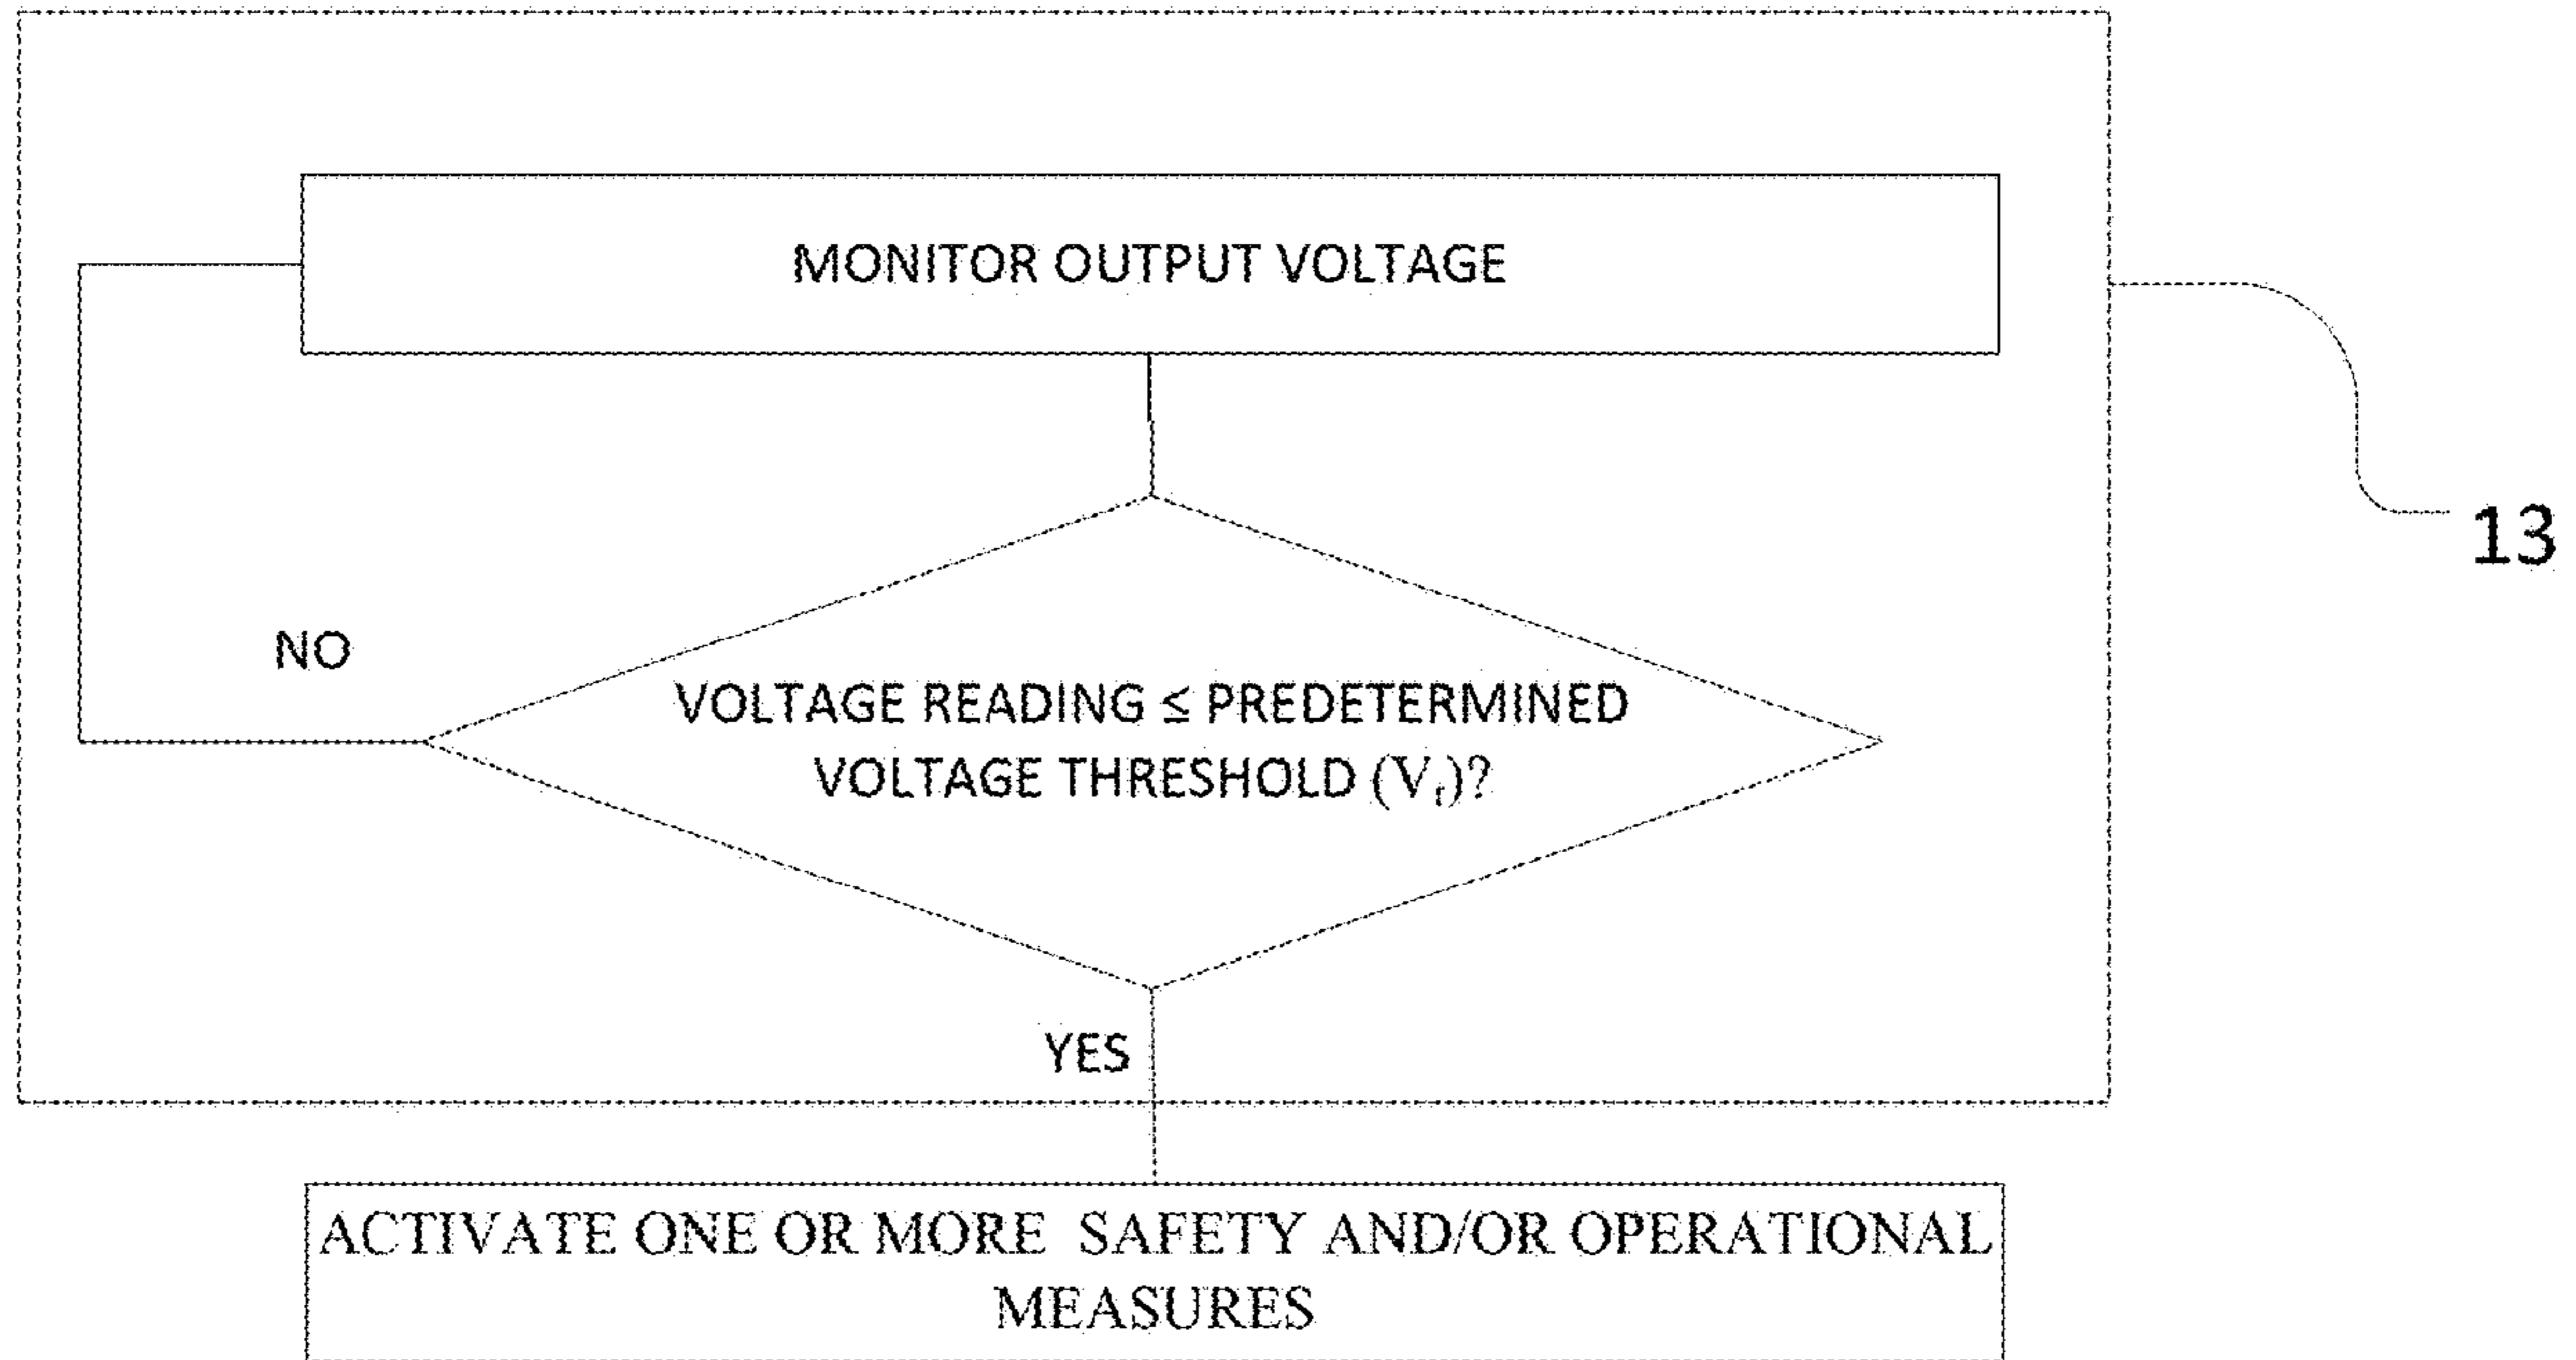 MONITOR OUTPUT VOLTAGE
13
NO
VOLTAGE READING ≤ PREDETERMINED
VOLTAGE THRESHOLD (Vₜ)?
YES
ACTIVATE ONE OR MORE SAFETY AND/OR OPERATIONAL
MEASURES